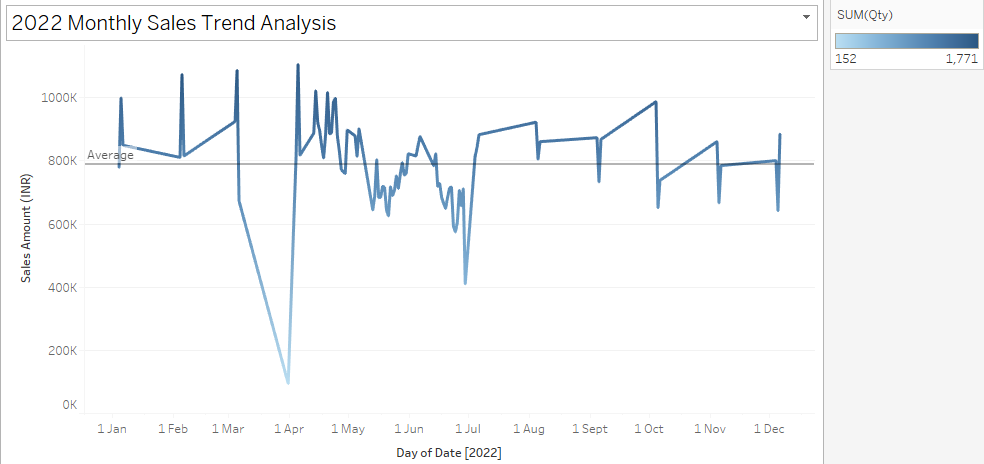 2022 Monthly Sales Trend Analysis
SUM(Qty)
152 1,771
1000K
Average
800K
600K
400K
200K
0K
Sales Amount (INR)
1 Jan 1 Feb 1 Mar 1 Apr 1 May 1 Jun 1 Jul 1 Aug 1 Sept 1 Oct 1 Nov 1 Dec
Day of Date [2022]